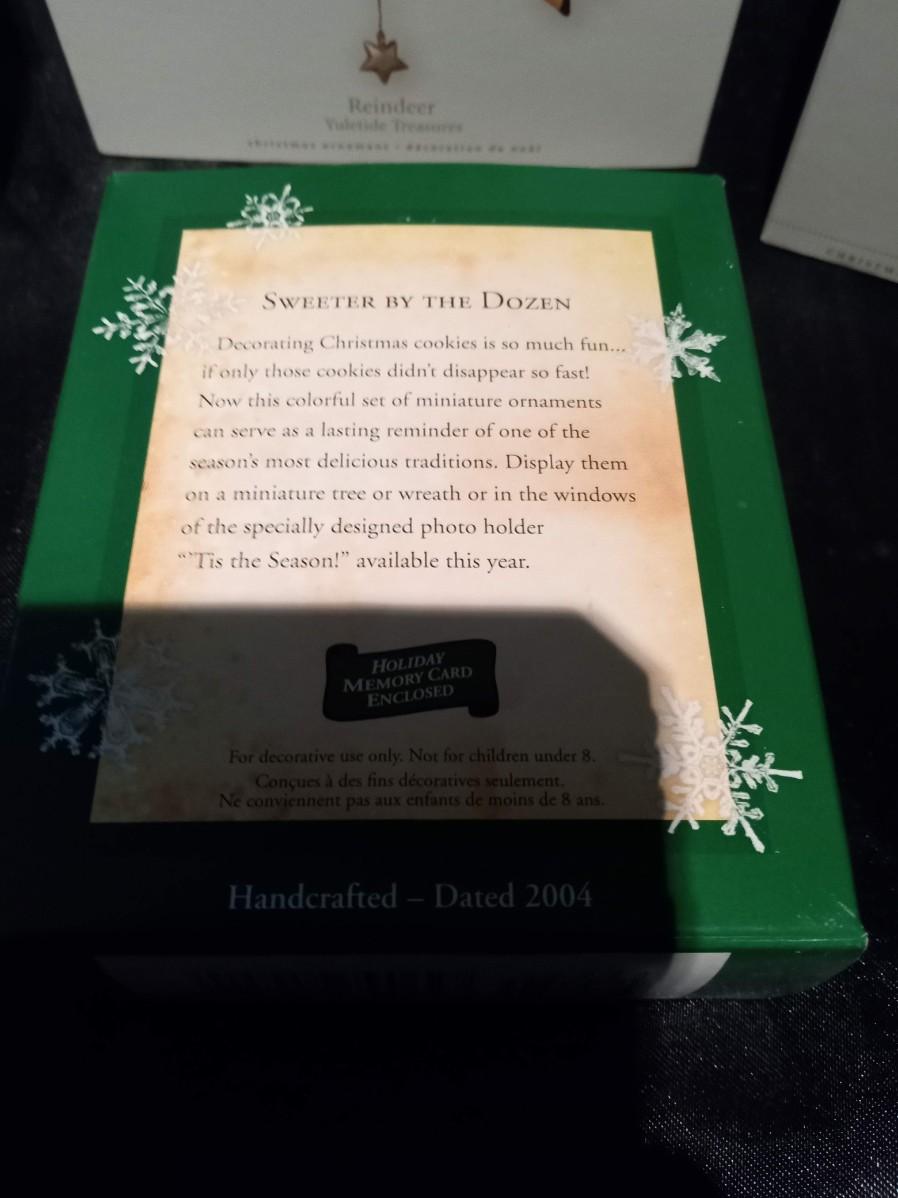 Reindeer
Yuletide Treasures
christmas ornament • décoration de noël
SWEETER BY THE DOZEN
Decorating Christmas cookies is so much fun...
if only those cookies didn't disappear so fast!
Now this colorful set of miniature ornaments
can serve as a lasting reminder of one of the
season's most delicious traditions. Display them
on a miniature tree or wreath or in the windows
of the specially designed photo holder
“’Tis the Season!” available this year.
HOLIDAY
MEMORY CARD
ENCLOSED
For decorative use only. Not for children under 8.
Conçues à des fins décoratives seulement.
Ne conviennent pas aux enfants de moins de 8 ans.
Handcrafted – Dated 2004